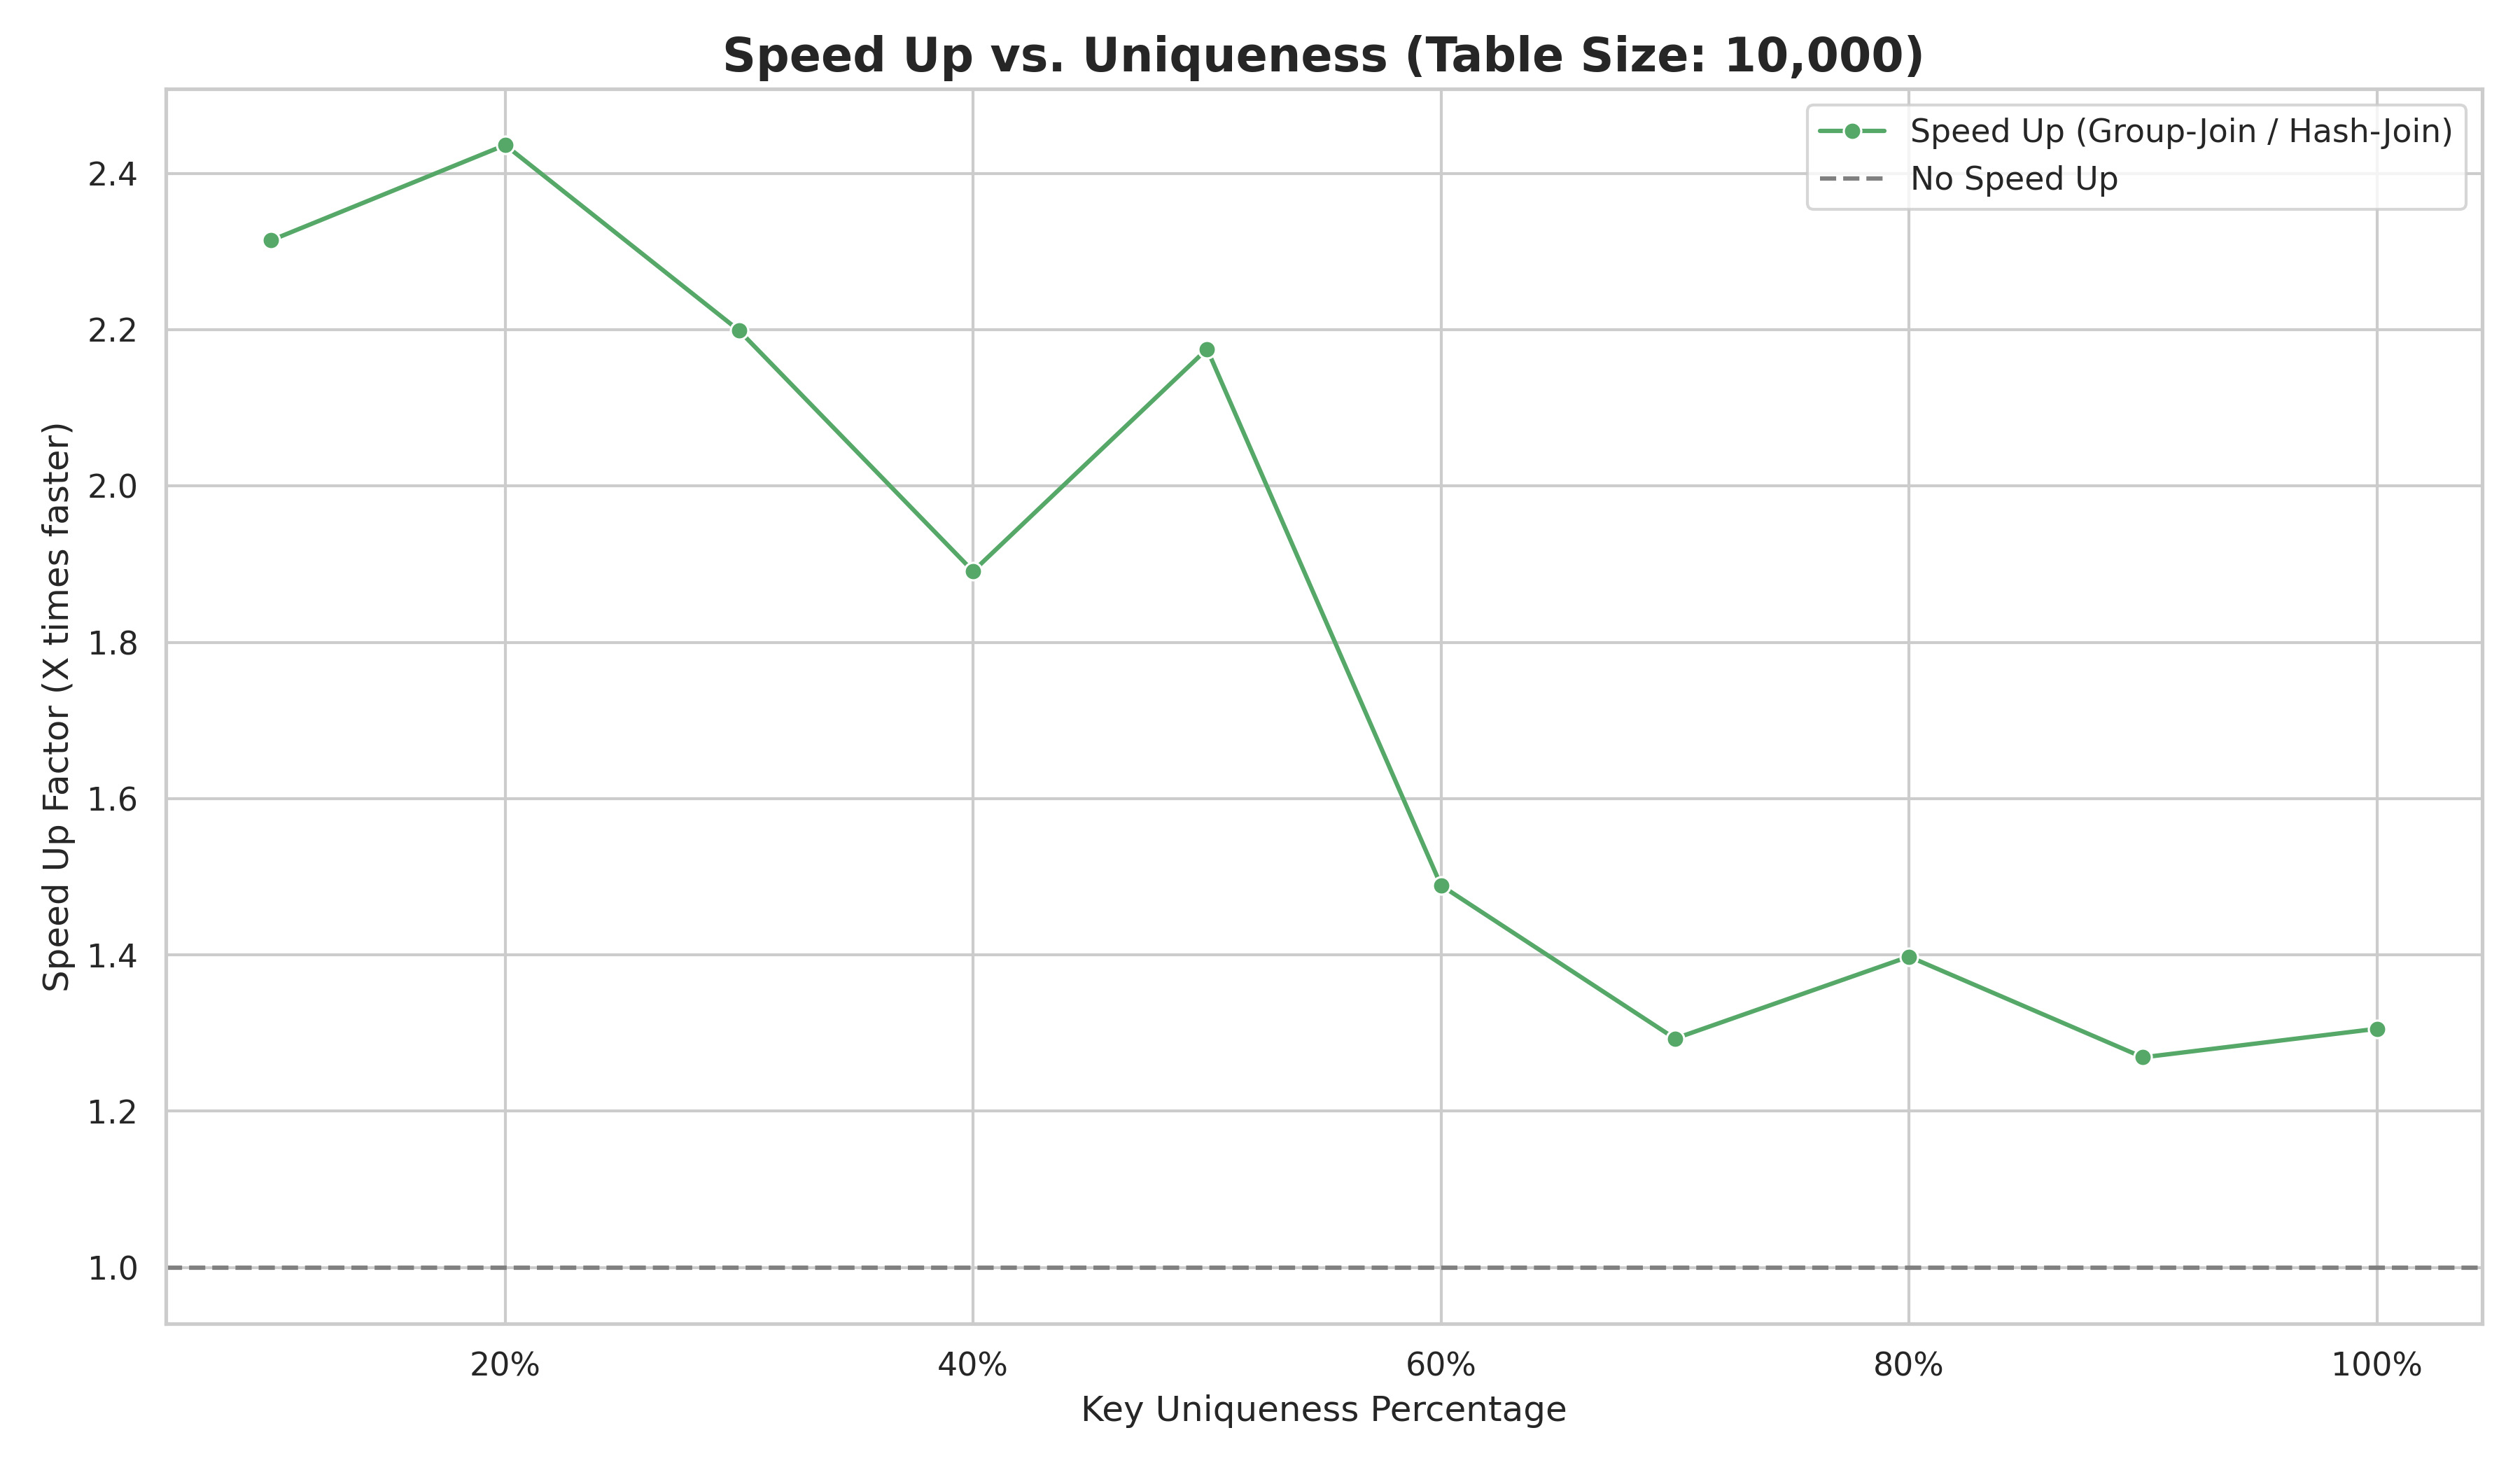 Speed Up vs. Uniqueness (Table Size: 10,000)
Speed Up (Group-Join / Hash-Join)
No Speed Up
Speed Up Factor (X times faster)
2.4
2.2
2.0
1.8
1.6
1.4
1.2
1.0
20% 40% 60% 80% 100%
Key Uniqueness Percentage